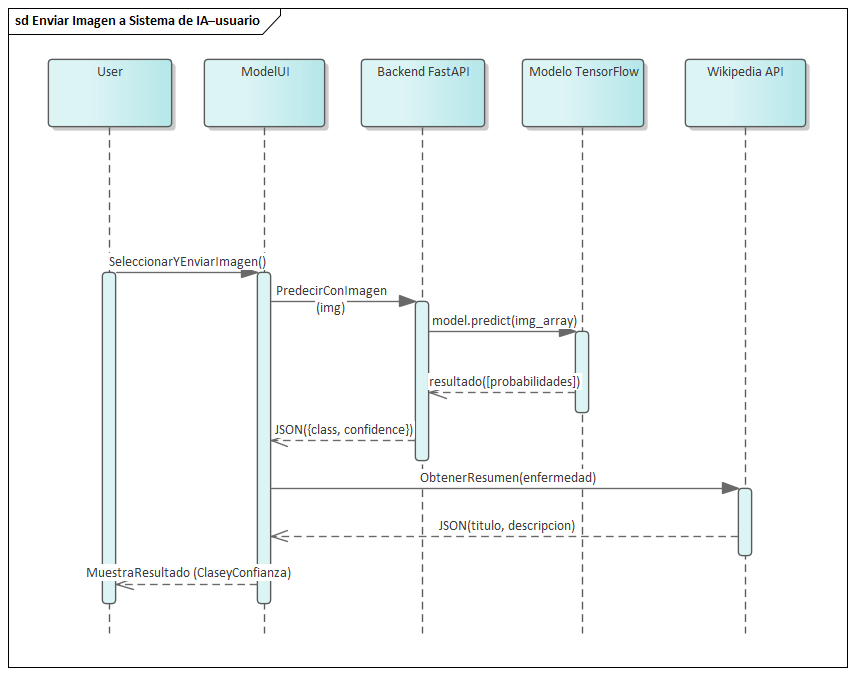 sd Enviar Imagen a Sistema de IA–usuario
User
ModelUI
Backend FastAPI
Modelo TensorFlow
Wikipedia API
SeleccionarYEnviarImagen()
PredecirConImagen
(img)
model.predict(img_array)
resultado([probabilidades])
JSON({class, confidence})
ObtenerResumen(enfermedad)
JSON(titulo, descripcion)
MuestraResultado (ClaseyConfianza)